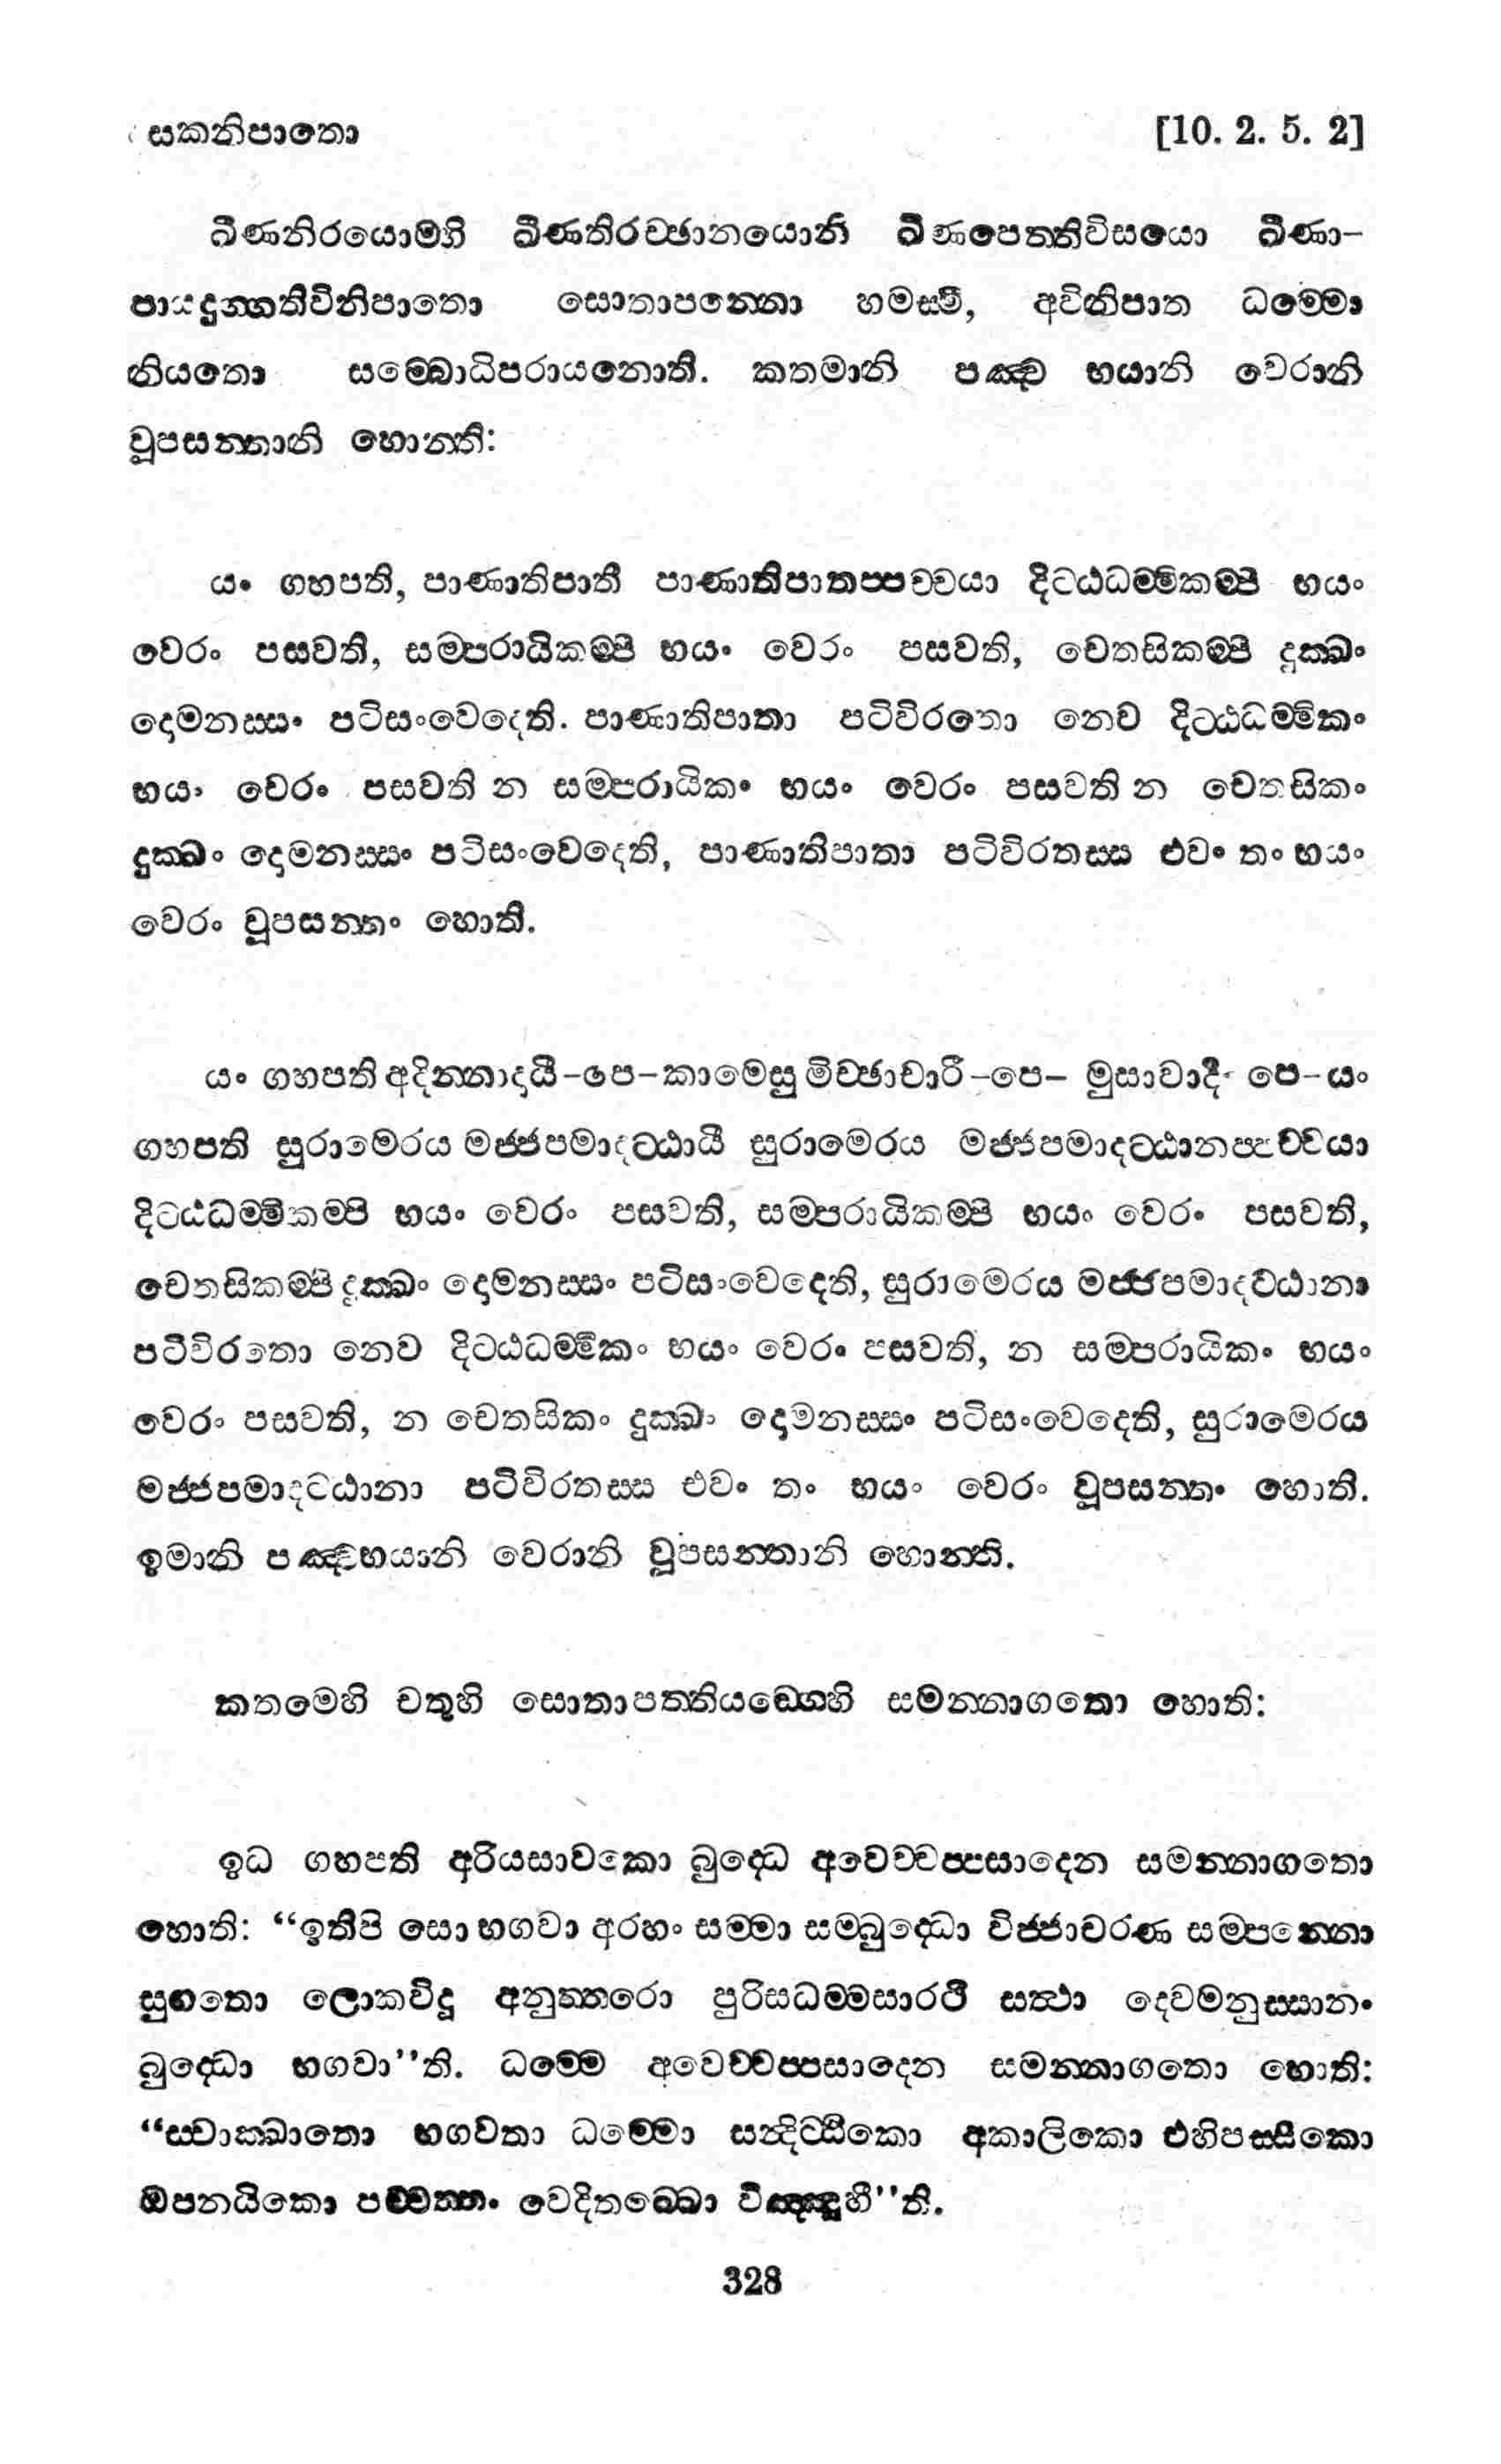 සකනිපාතො [10. 2. 5. 2]
ඛීණනිරයොමහි ඛීණතිරච්ඡානයොනි ඛීණපෙත්තිවිසයො ඛීණා-
පායදුග්ගතිවිනිපාතො සොතාපන්නො හමස්මි, අවිනිපාත ධම්මො
නියතො සම්බොධිපරායනොති. කතමානි පඤ්ච භයානි වෙරානි
වූපසන්තානි හොන්ති:
යං ගහපති, පාණාතිපාතී පාණාතිපාතප්පච්චයා දිට්ඨධම්මිකම්පි භයං
වෙරං පසවති, සම්පරායිකම්පි භයං වෙරං පසවති, චෙතසිකම්පි දුක්ඛං
දොමනස්සං පටිසංවෙදෙති. පාණාතිපාතා පටිවිරතො නෙව දිට්ඨධම්මිකං
භයං වෙරං පසවති න සම්පරායිකං භයං වෙරං පසවති න චෙතසිකං
දුක්ඛං දොමනස්සං පටිසංවෙදෙති, පාණාතිපාතා පටිවිරතස්ස එවං තං භයං
වෙරං වූපසන්තං හොති.
යං ගහපති අදින්නාදායී-පෙ-කාමෙසු මිච්ඡාචාරී-පෙ- මුසාවාදී- පෙ-යං
ගහපති සුරාමෙරය මජ්ජපමාදට්ඨායී සුරාමෙරය මජ්ජපමාදට්ඨානප්පච්චයා
දිට්ඨධම්මිකම්පි භයං වෙරං පසවති, සම්පරායිකම්පි භයං වෙරං පසවති,
චෙතසිකම්පි දුක්ඛං දොමනස්සං පටිසංවෙදෙති, සුරාමෙරය මජ්ජපමාදට්ඨානා
පටිවිරතො නෙව දිට්ඨධම්මිකං භයං වෙරං පසවති, න සම්පරායිකං භයං
වෙරං පසවති, න චෙතසිකං දුක්ඛං දොමනස්සං පටිසංවෙදෙති, සුරාමෙරය
මජ්ජපමාදට්ඨානා පටිවිරතස්ස එවං තං භයං වෙරං වූපසන්තං හොති.
ඉමානි පඤ්චභයානි වෙරානි වූපසන්තානි හොන්ති.
කතමෙහි චතුහි සොතාපත්තියඞ්ගෙහි සමන්නාගතො හොති:
ඉධ ගහපති අරියසාවකො බුද්ධෙ අවෙච්චප්පසාදෙන සමන්නාගතො
හොති: “ඉතිපි සො භගවා අරහං සම්මා සම්බුද්ධො විජ්ජාචරණ සම්පන්නො
සුගතො ලොකවිදූ අනුත්තරො පුරිසධම්මසාරථි සත්ථා දෙවමනුස්සානං
බුද්ධො භගවා’’ති. ධම්මෙ අවෙච්චප්පසාදෙන සමන්නාගතො හොති:
“ස්වාක්ඛාතො භගවතා ධම්මො සන්දිට්ඨිකො අකාලිකො එහිපස්සිකො
ඔපනයිකො පච්චත්තං වෙදිතබ්බො විඤ්ඤූහී’’ති.
328